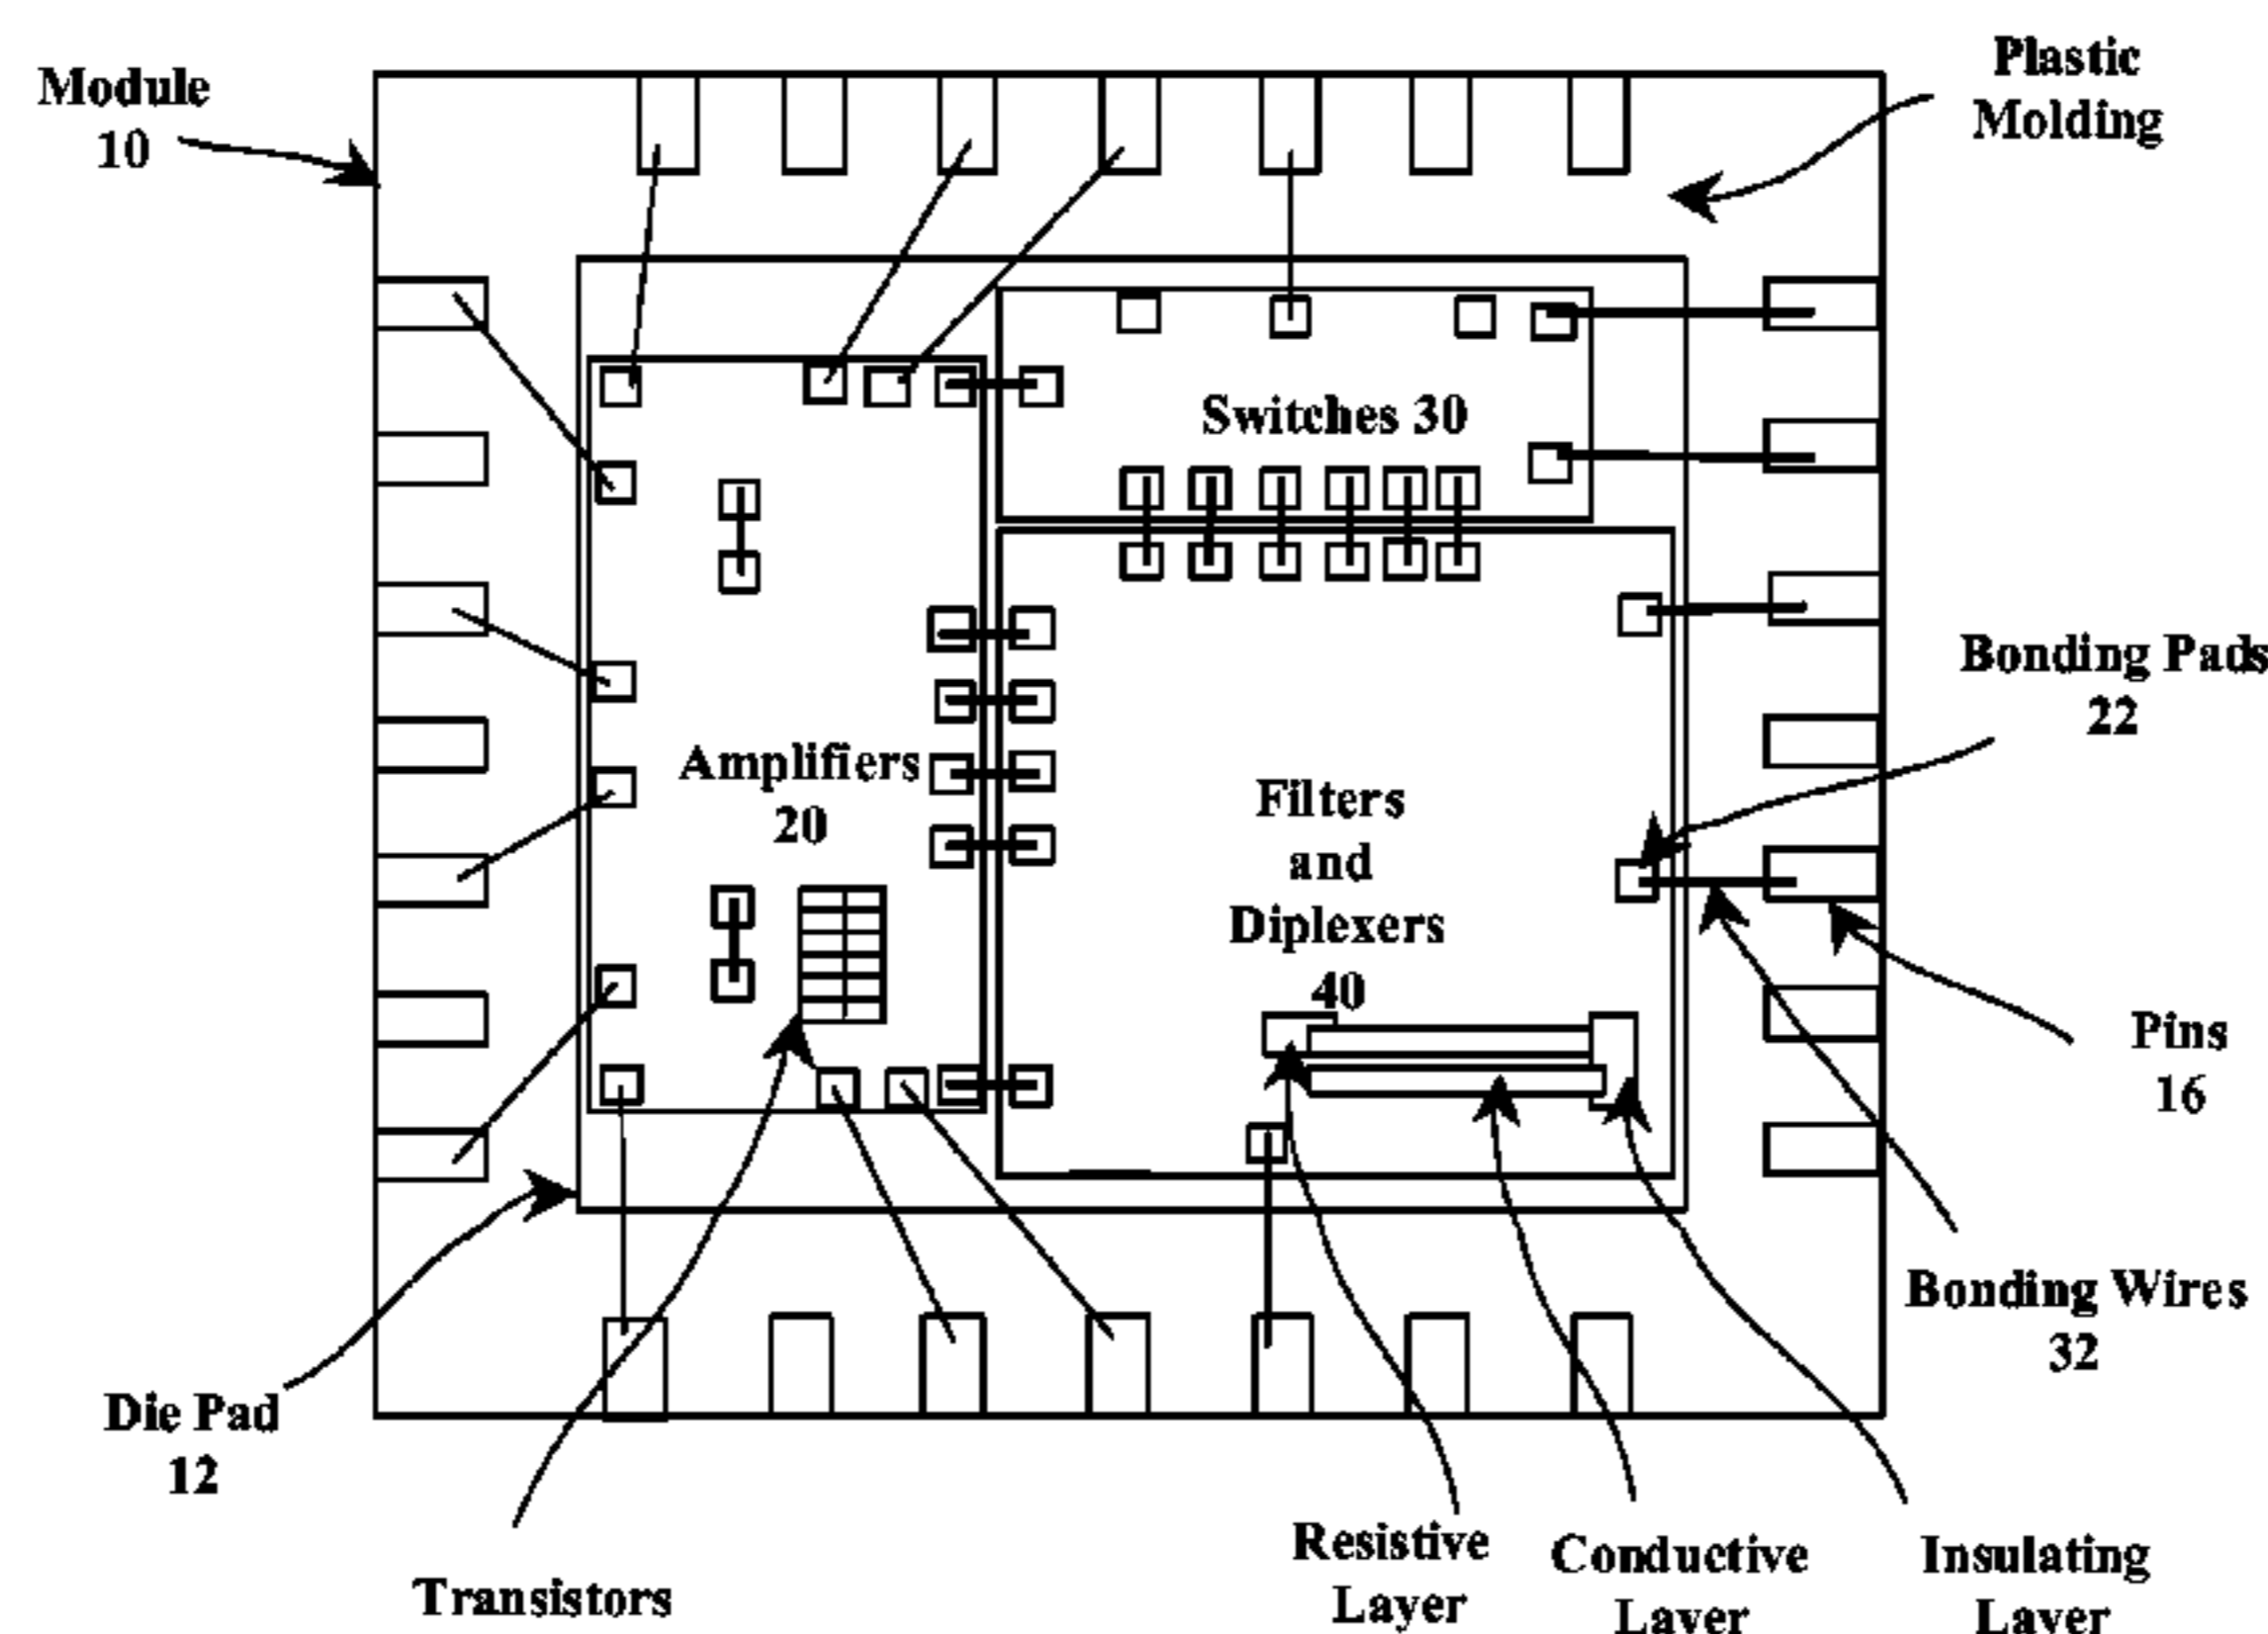 Module
10
Plastic
Molding
Switches 30
Bonding Pads
22
Amplifiers
20
Filters
and
Diplexers
40
Pins
16
Bonding Wires
32
Die Pad
12
Transistors
Resistive
Layer
Conductive
Layer
Insulating
Layer